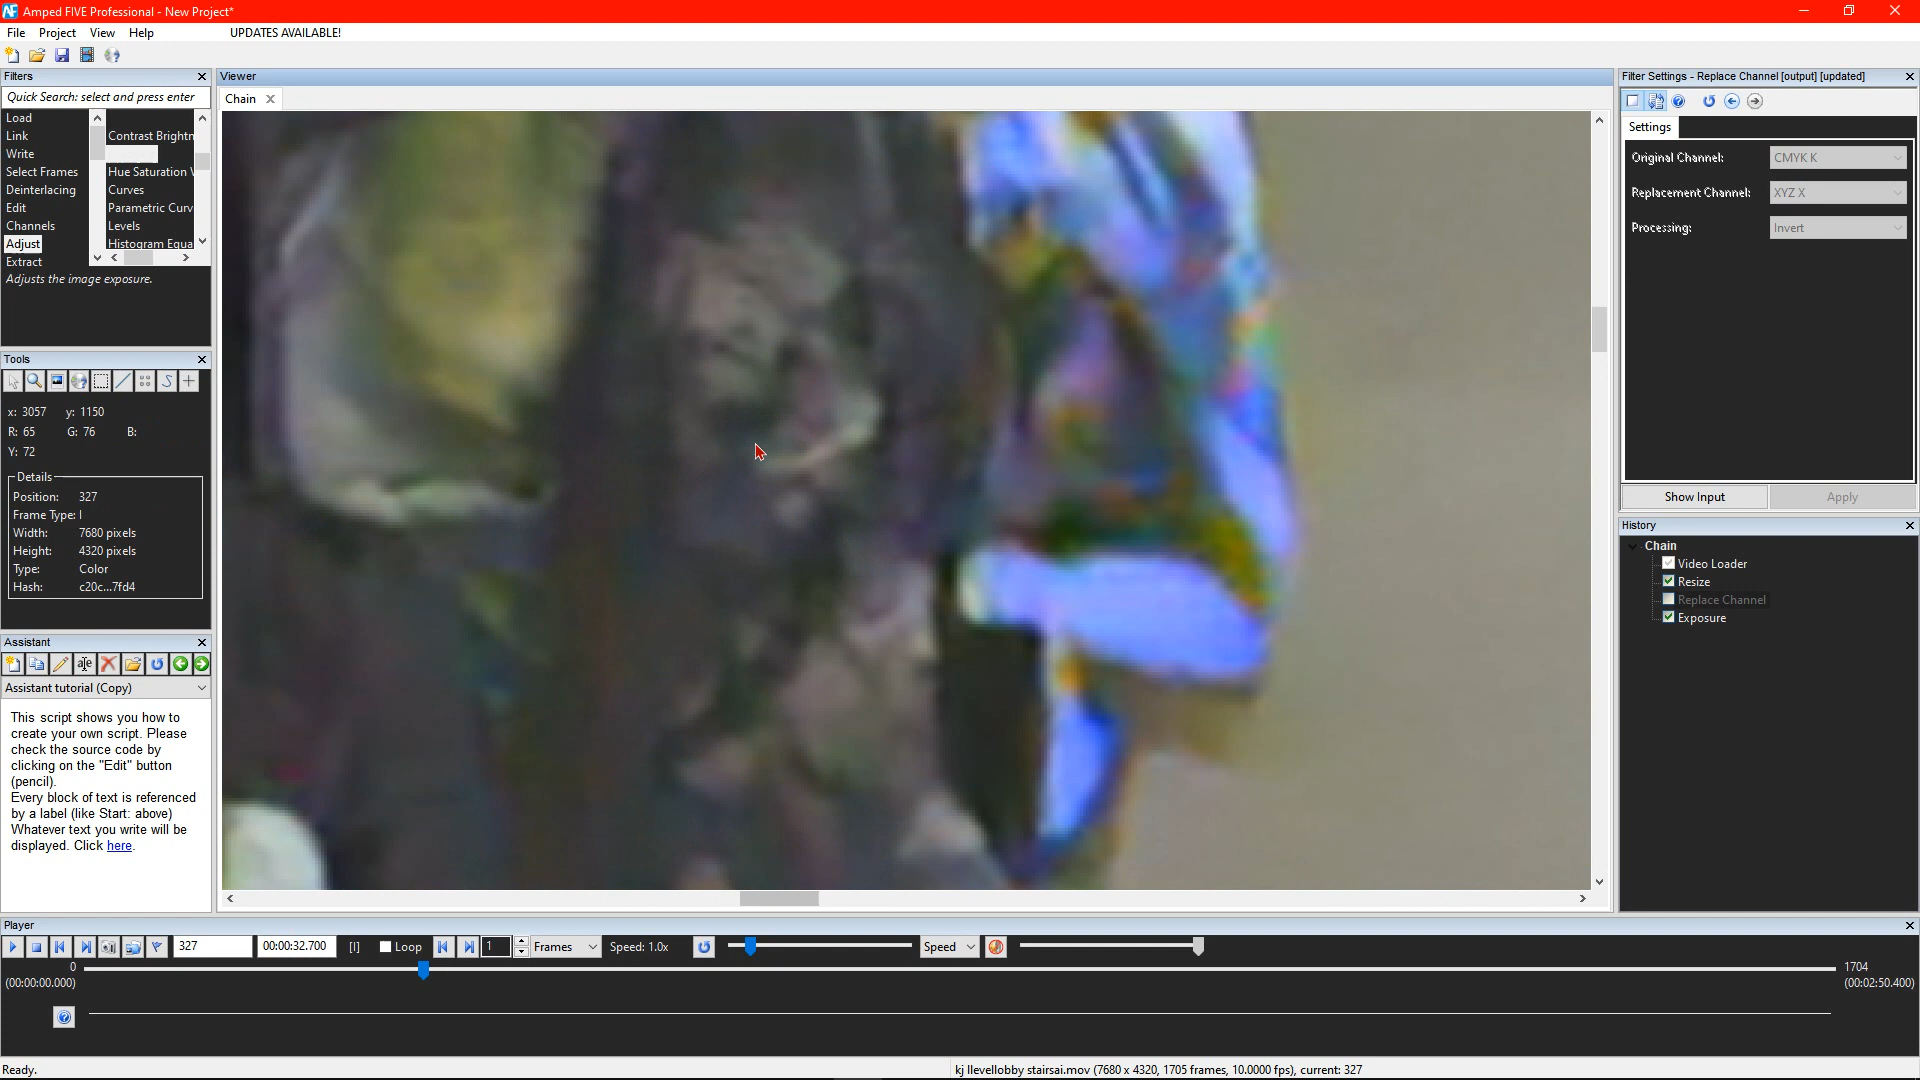 Amped FIVE Professional - New Project*
File Project View Help UPDATES AVAILABLE!
Filters
Quick Search: select and press enter
Load
Link
Write
Select Frames
Deinterlacing
Edit
Channels
Adjust
Extract
Contrast Brightn
Hue Saturation V
Curves
Parametric Curv
Levels
Histogram Equa
Adjusts the image exposure.
Tools
x: 3057 y: 1150
R: 65 G: 76 B:
Y: 72
Details
Position: 327
Frame Type: I
Width: 7680 pixels
Height: 4320 pixels
Type: Color
Hash: c20c...7fd4
Assistant
Assistant tutorial (Copy)
This script shows you how to
create your own script. Please
check the source code by
clicking on the "Edit" button
(pencil).
Every block of text is referenced
by a label (like Start: above)
Whatever text you write will be
displayed. Click here.
Viewer
Chain
Filter Settings - Replace Channel [output] [updated]
Settings
Original Channel: CMYK K
Replacement Channel: XYZ X
Processing: Invert
Show Input Apply
History
Chain
Video Loader
Resize
Replace Channel
Exposure
Player
327 00:00:32.700 [I] Loop 1 Frames Speed: 1.0x Speed
0 1704
(00:00:00.000) (00:02:50.400)
Ready. kj llevellobby stairsai.mov (7680 x 4320, 1705 frames, 10.0000 fps), current: 327